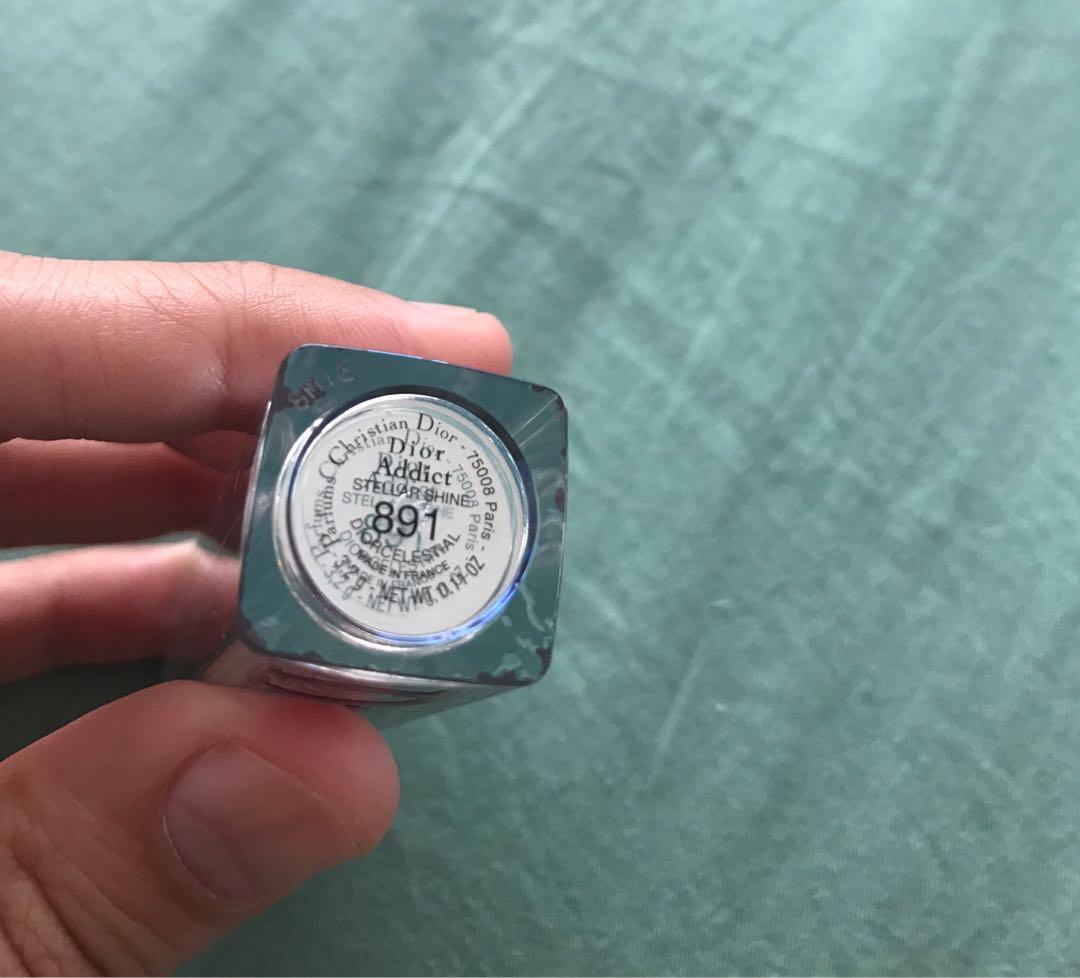 Parfums Christian Dior - 75008 Paris -
Dior
Addict
STELLAR SHINE
891
DIORCELESTIAL
MADE IN FRANCE
3,2 g - NET WT. 0.11 OZ